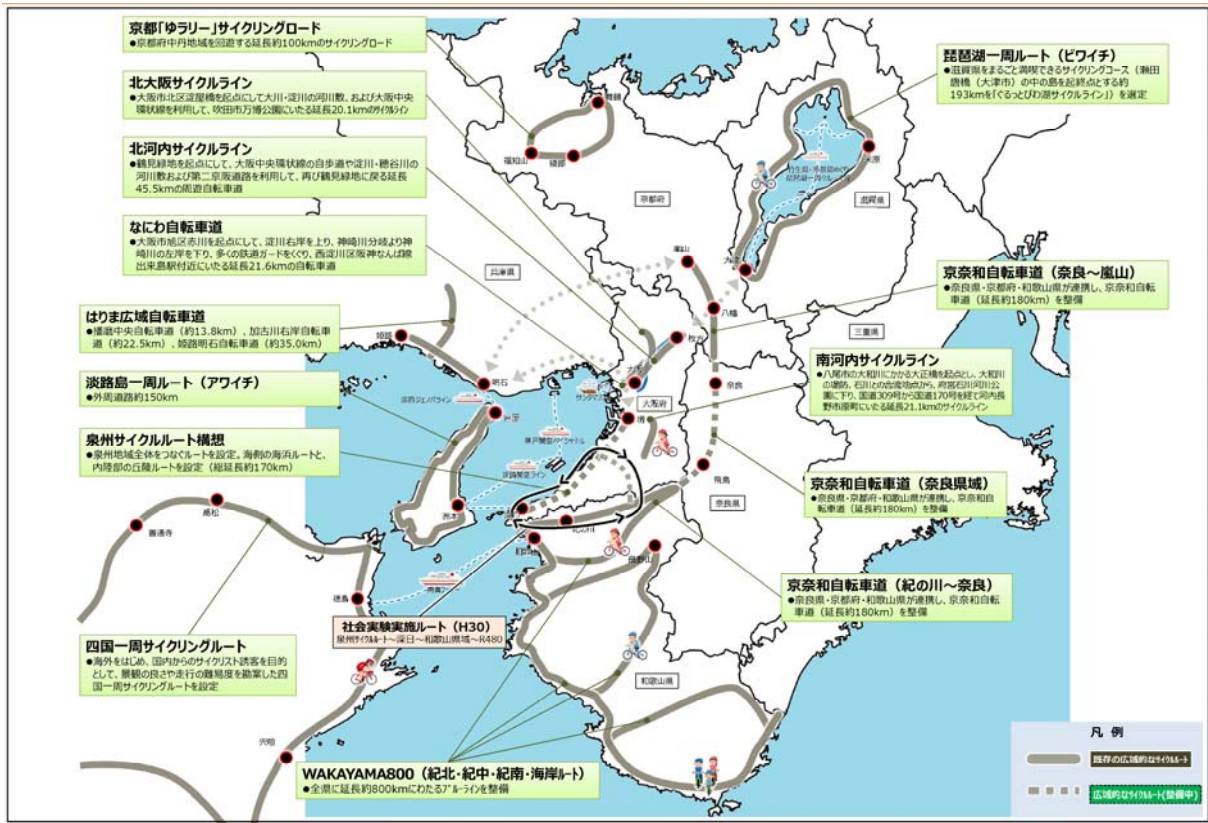 京都「ゆラリー」サイクリングロード
●京都府中丹地域を回遊する延長約100kmのサイクリングロード
北大阪サイクルライン
●大阪市北区淀屋橋を起点にして大川・淀川の河川敷、および大阪中央
環状線を利用して、吹田市万博公園にいたる延長20.1kmのサイクルライン
北河内サイクルライン
●鶴見緑地を起点にして、大阪中央環状線の自歩道や淀川・穂谷川の
河川敷および第二京阪道路を利用して、再び鶴見緑地に戻る延長
45.5kmの周遊自転車道
なにわ自転車道
●大阪市旭区赤川を起点にして、淀川右岸を上り、神崎川分岐より神
崎川の左岸を下り、多くの鉄道ガードをくぐり、西淀川区阪神なんば線
出来島駅付近にいたる延長21.6kmの自転車道
はりま広域自転車道
●播磨中央自転車道（約13.8km）、加古川右岸自転車
道（約22.5km）、姫路明石自転車道（約35.0km）
淡路島一周ルート（アワイチ）
●外周道路約150km
泉州サイクルルート構想
●泉州地域全体をつなぐルートを設定。海側の海浜ルートと、
内陸部の丘陵ルートを設定（総延長約170km）
四国一周サイクリングルート
●海外をはじめ、国内からのサイクリスト誘客を目的
として、景観の良さや走行の難易度を勘案した四
国一周サイクリングルートを設定
社会実験実施ルート（H30）
泉州サイクルルート～深日～和歌山県域～R480
WAKAYAMA800（紀北・紀中・紀南・海岸ルート）
●全県に延長約800kmにわたるブルーラインを整備
琵琶湖一周ルート（ビワイチ）
●滋賀県をまるごと満喫できるサイクリングコース（瀬田
唐橋（大津市）の中の島を起終点とする約
193kmを「ぐるっとびわ湖サイクルライン」）を選定
京奈和自転車道（奈良～嵐山）
●奈良県・京都府・和歌山県が連携し、京奈和自転
車道（延長約180km）を整備
南河内サイクルライン
●八尾市の大和川にかかる大正橋を起点とし、大和川
の堤防、石川との合流地点から、府営石川河川公
園に下り、国道309号から国道170号を経て河内長
野市原町にいたる延長21.1kmのサイクルライン
京奈和自転車道（奈良県域）
●奈良県・京都府・和歌山県が連携し、京奈和自
転車道（延長約180km）を整備
京奈和自転車道（紀の川～奈良）
●奈良県・京都府・和歌山県が連携し、京奈和自転
車道（延長約180km）を整備
舞鶴
福知山
綾部
京都府
米原
滋賀県
嵐山
大津
兵庫県
八幡
三重県
枚方
姫路
明石
大阪府
奈良
堺
岩屋
飛鳥
奈良県
洲本
高松
善通寺
徳島
高野山
和歌山県
凡 例
既存の広域的なサイクルルート
広域的なサイクルルート(整備中)